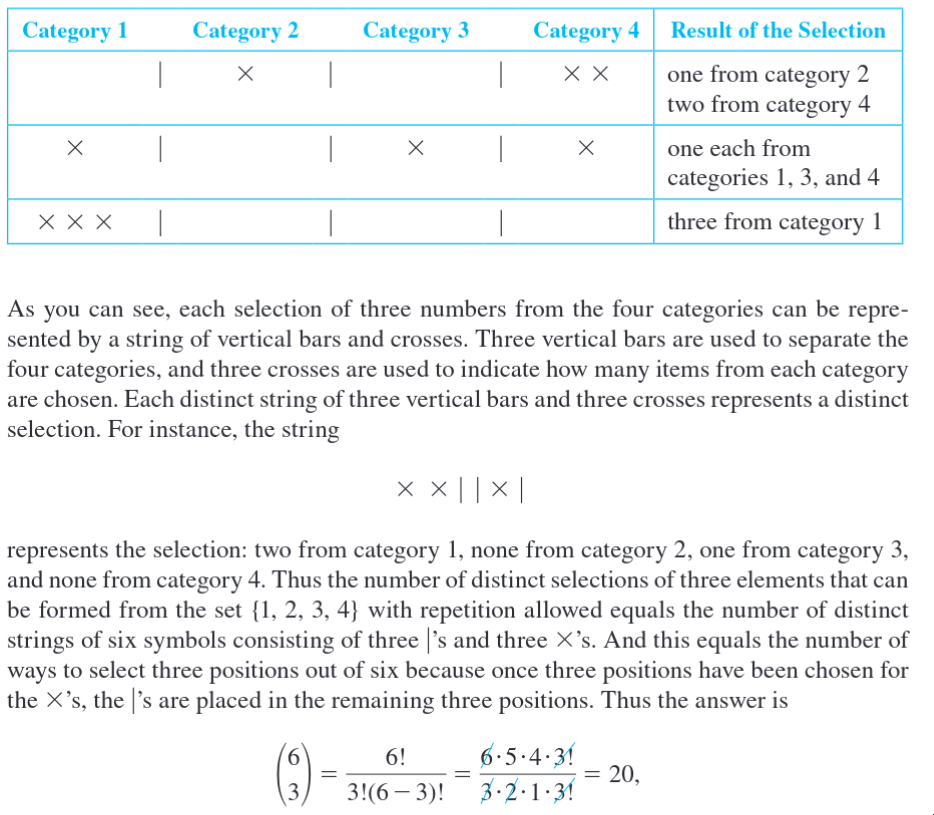 Category 1 Category 2 Category 3 Category 4 Result of the Selection
| × | | × × one from category 2
two from category 4
× | | × | × one each from
categories 1, 3, and 4
× × × | | | three from category 1
As you can see, each selection of three numbers from the four categories can be repre-
sented by a string of vertical bars and crosses. Three vertical bars are used to separate the
four categories, and three crosses are used to indicate how many items from each category
are chosen. Each distinct string of three vertical bars and three crosses represents a distinct
selection. For instance, the string
× × | | × |
represents the selection: two from category 1, none from category 2, one from category 3,
and none from category 4. Thus the number of distinct selections of three elements that can
be formed from the set {1, 2, 3, 4} with repetition allowed equals the number of distinct
strings of six symbols consisting of three |'s and three ×'s. And this equals the number of
ways to select three positions out of six because once three positions have been chosen for
the ×'s, the |'s are placed in the remaining three positions. Thus the answer is
(6 3) = 6! / 3!(6 – 3)! = 6·5·4·3! / 3·2·1·3! = 20,